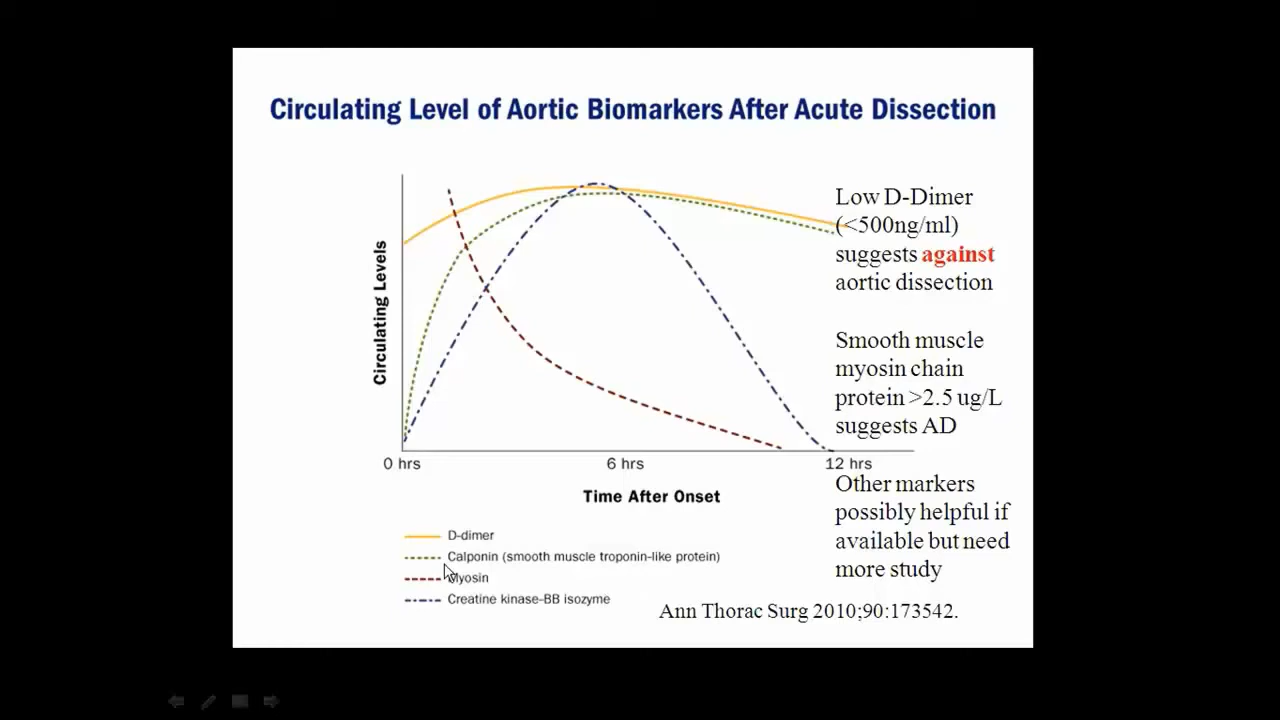 Circulating Level of Aortic Biomarkers After Acute Dissection
Circulating Levels
0 hrs
6 hrs
12 hrs
Time After Onset
D-dimer
Calponin (smooth muscle troponin-like protein)
Myosin
Creatine kinase-BB isozyme
Low D-Dimer
(<500ng/ml)
suggests against
aortic dissection
Smooth muscle
myosin chain
protein >2.5 ug/L
suggests AD
Other markers
possibly helpful if
available but need
more study
Ann Thorac Surg 2010;90:173542.